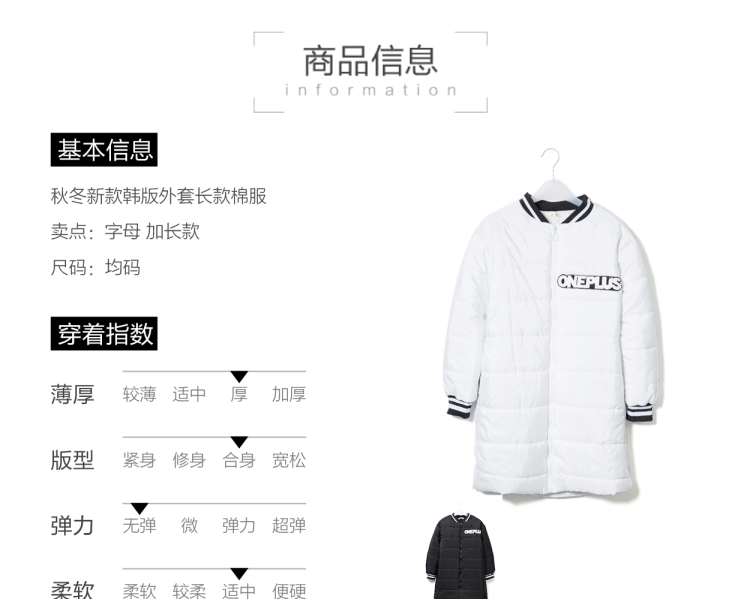 商品信息
information
基本信息
秋冬新款韩版外套长款棉服
卖点：字母 加长款
尺码：均码
ONEPLUS
穿着指数
薄厚 较薄 适中 厚 加厚
版型 紧身 修身 合身 宽松
弹力 无弹 微 弹力 超弹
ONEPLUS
柔软 柔软 较柔 适中 便硬